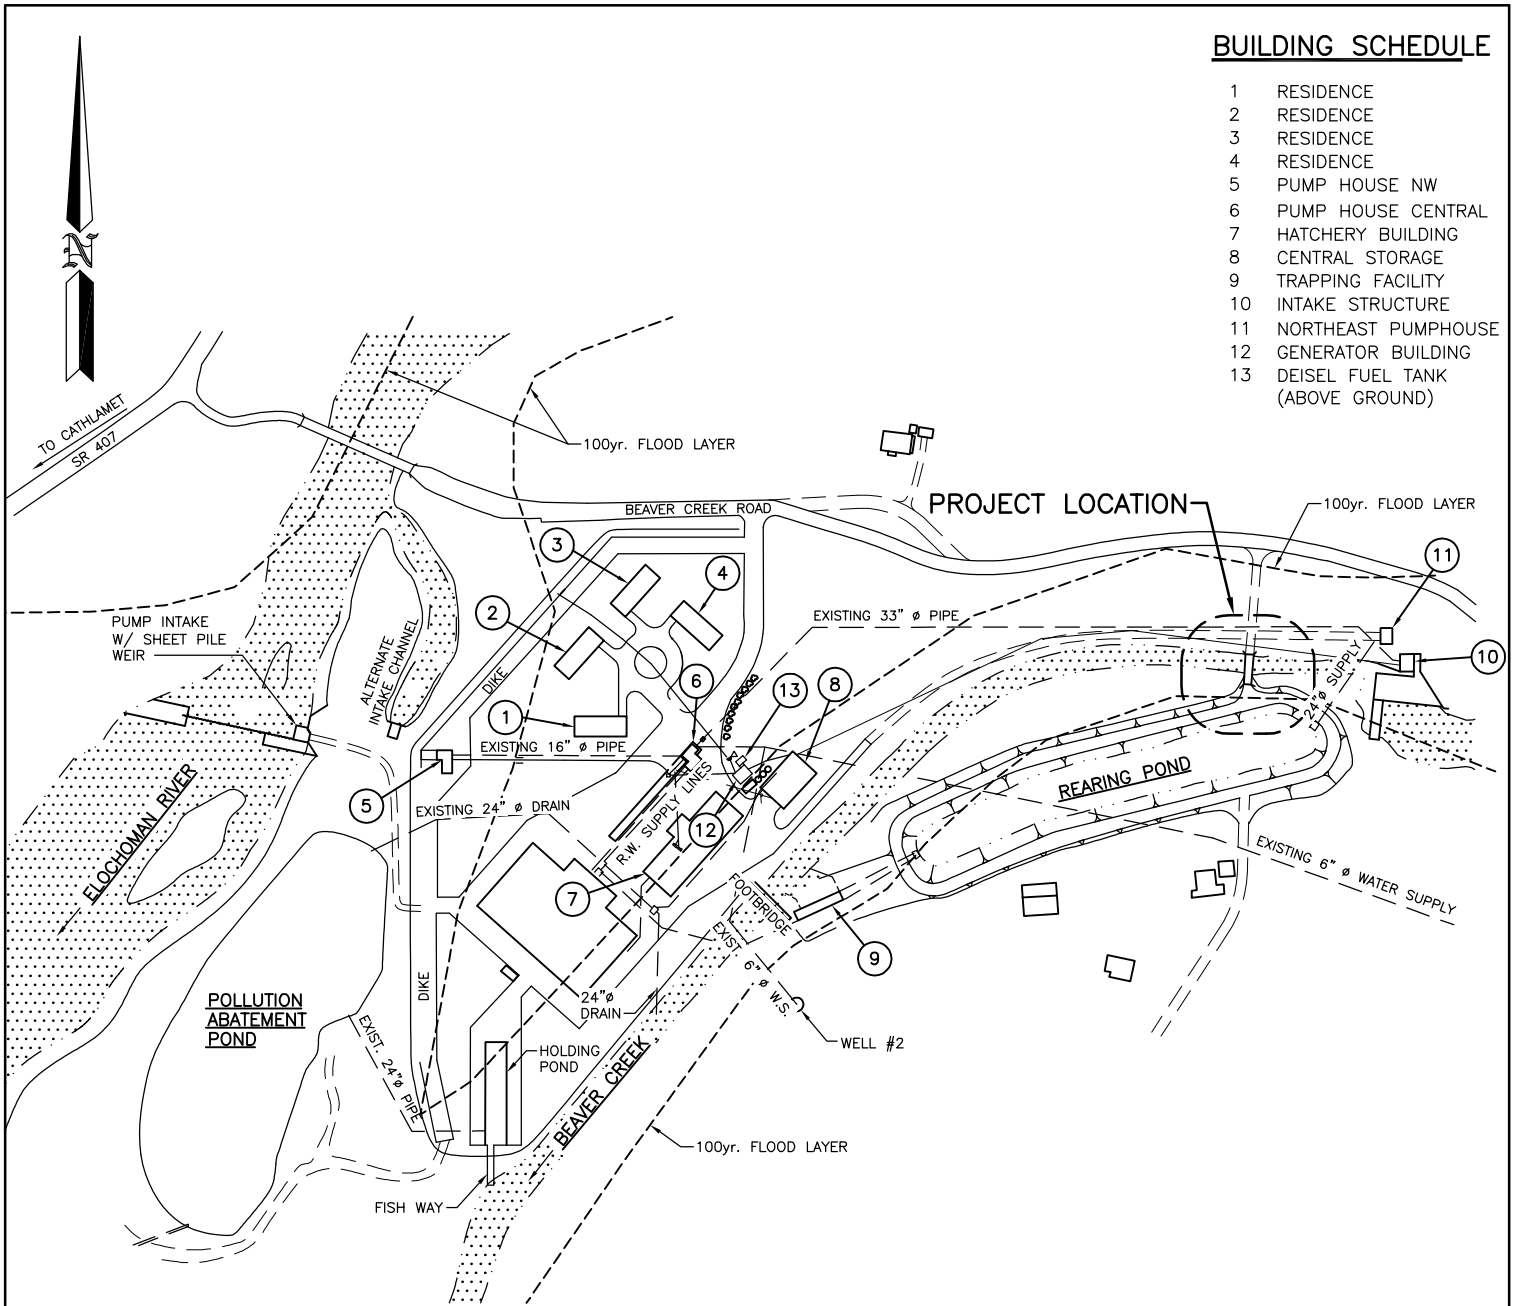 BUILDING SCHEDULE
1 RESIDENCE
2 RESIDENCE
3 RESIDENCE
4 RESIDENCE
5 PUMP HOUSE NW
6 PUMP HOUSE CENTRAL
7 HATCHERY BUILDING
8 CENTRAL STORAGE
9 TRAPPING FACILITY
10 INTAKE STRUCTURE
11 NORTHEAST PUMPHOUSE
12 GENERATOR BUILDING
13 DEISEL FUEL TANK
(ABOVE GROUND)
N
TO CATHLAMET
SR 407
100yr. FLOOD LAYER
BEAVER CREEK ROAD
PROJECT LOCATION
100yr. FLOOD LAYER
3
4
11
2
PUMP INTAKE
W/ SHEET PILE
WEIR
ALTERNATE
INTAKE CHANNEL
EXISTING 33" ø PIPE
DIKE
10
24"ø SUPPLY
6
13
8
1
EXISTING 16" ø PIPE
REARING POND
5
EXISTING 24" ø DRAIN
R.W. SUPPLY LINES
12
ELOCHOMAN RIVER
EXISTING 6" ø WATER SUPPLY
7
FOOTBRIDGE
9
EXIST. 6" ø W.S.
DIKE
24"ø
DRAIN
POLLUTION
ABATEMENT
POND
EXIST. 24"ø PIPE
HOLDING
POND
WELL #2
BEAVER CREEK
100yr. FLOOD LAYER
FISH WAY